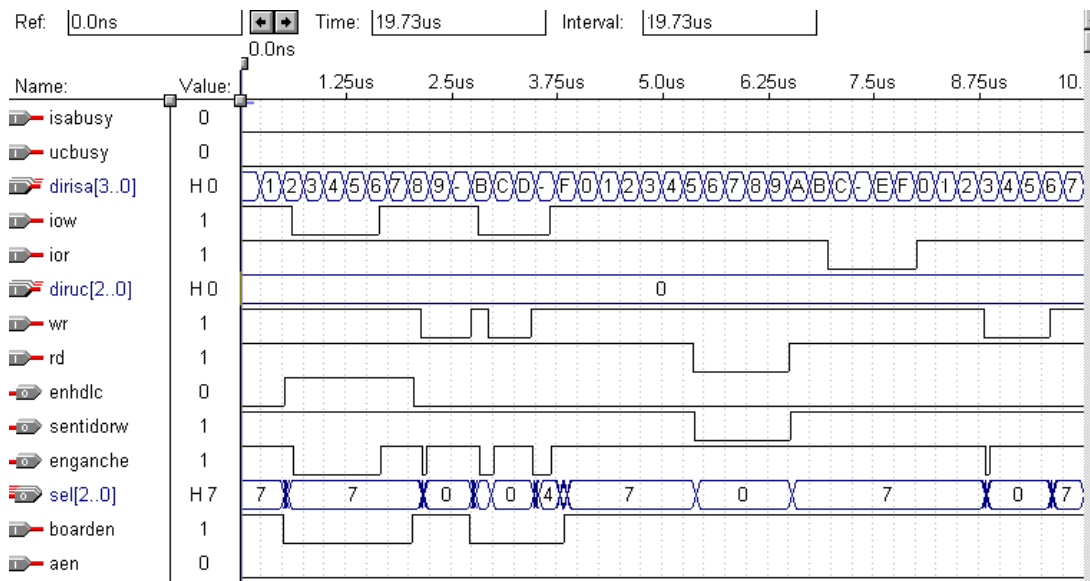 Ref: 0.0ns Time: 19.73us Interval: 19.73us
0.0ns
Name: Value: 1.25us 2.5us 3.75us 5.0us 6.25us 7.5us 8.75us 10.
isabusy 0
ucbusy 0
dirisa[3..0] H 0 1 2 3 4 5 6 7 8 9 - B C D - F 0 1 2 3 4 5 6 7 8 9 A B C - E F 0 1 2 3 4 5 6 7
iow 1
ior 1
diruc[2..0] H 0 0
wr 1
rd 1
enhdlc 0
sentidorw 1
enganche 1
sel[2..0] H 7 7 7 0 0 4 7 0 7 0 7
boarden 1
aen 0